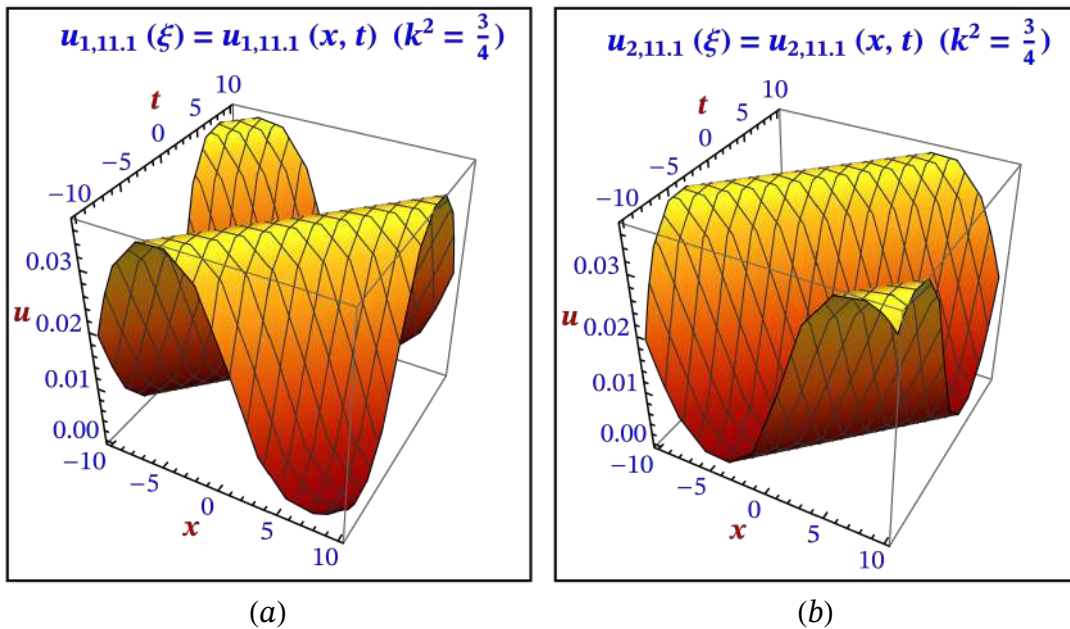 u1,11.1 (ξ) = u1,11.1 (x, t) (k² = 3/4)
10
5
t
0
−5
−10
0.03
u 0.02
0.01
0.00
−10
−5
0
x
5
10
(a)
u2,11.1 (ξ) = u2,11.1 (x, t) (k² = 3/4)
10
5
t
0
−5
−10
0.03
u 0.02
0.01
0.00
−10
−5
0
x
5
10
(b)